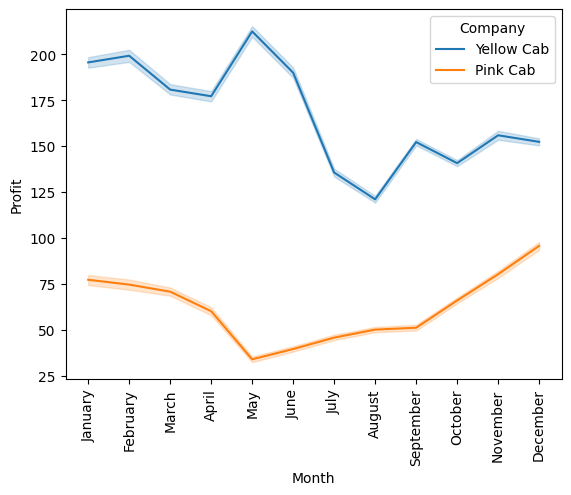 Company
Yellow Cab
Pink Cab
Profit
200
175
150
125
100
75
50
25
January
February
March
April
May
June
July
August
September
October
November
December
Month